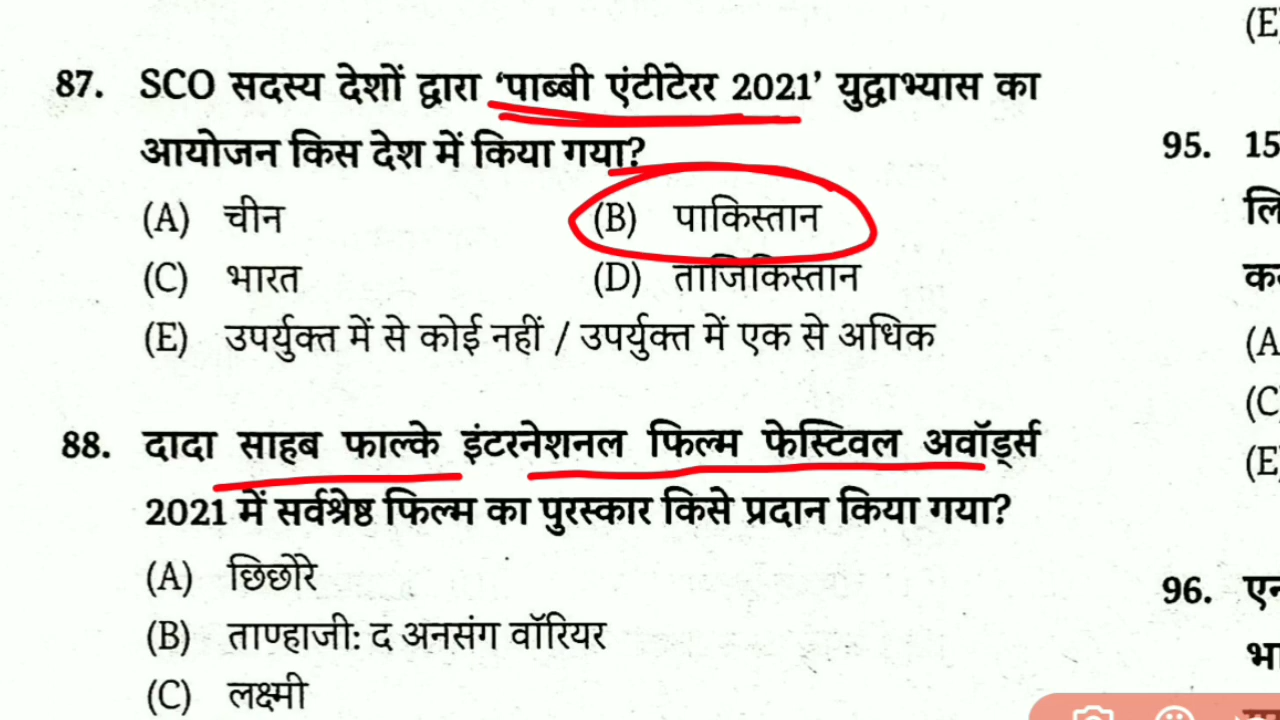 87. SCO सदस्य देशों द्वारा ‘पाब्बी एंटीटेरर 2021’ युद्वाभ्यास का
आयोजन किस देश में किया गया?
(A) चीन (B) पाकिस्तान
(C) भारत (D) ताजिकिस्तान
(E) उपर्युक्त में से कोई नहीं / उपर्युक्त में एक से अधिक
88. दादा साहब फाल्के इंटरनेशनल फिल्म फेस्टिवल अवॉर्ड्स
2021 में सर्वश्रेष्ठ फिल्म का पुरस्कार किसे प्रदान किया गया?
(A) छिछोरे
(B) ताण्हाजी: द अनसंग वॉरियर
(C) लक्ष्मी
(E
95. 15
लि
(A
(C
(E
96. एन